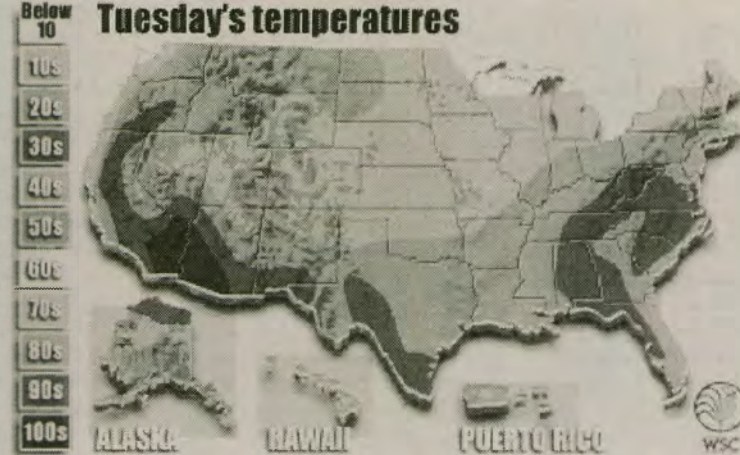 Below
10
Tuesday's temperatures
10s
20s
30s
40s
50s
60s
70s
80s
90s
100s
ALASKA
HAWAII
PUERTO RICO
WSC